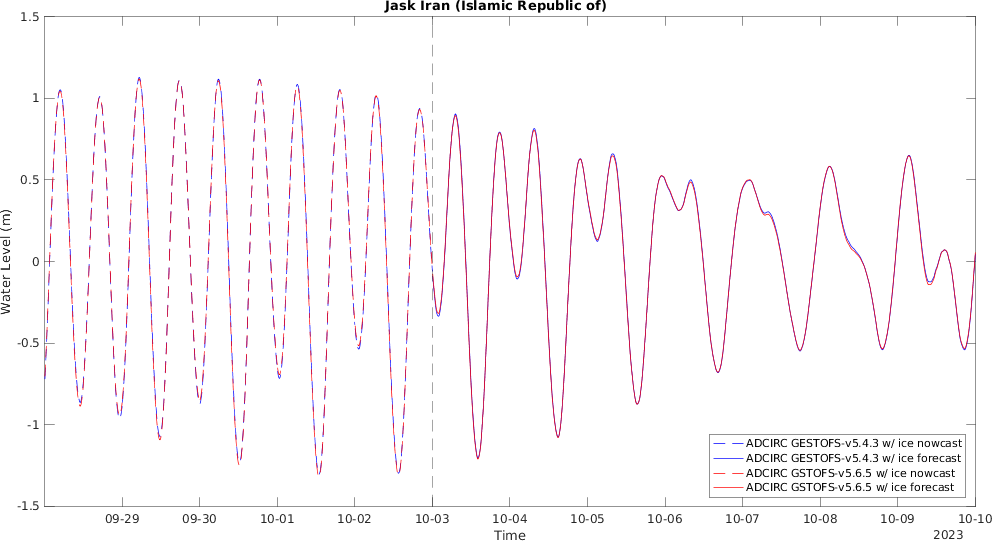 Jask Iran (Islamic Republic of)
1.5
1
0.5
0
-0.5
-1
-1.5
Water Level (m)
ADCIRC GESTOFS-v5.4.3 w/ ice nowcast
ADCIRC GESTOFS-v5.4.3 w/ ice forecast
ADCIRC GSTOFS-v5.6.5 w/ ice nowcast
ADCIRC GSTOFS-v5.6.5 w/ ice forecast
09-29 09-30 10-01 10-02 10-03 10-04 10-05 10-06 10-07 10-08 10-09 10-10
Time
2023